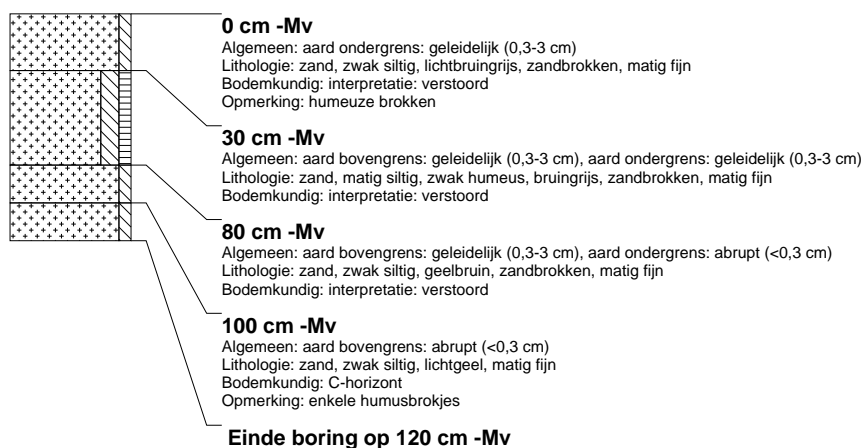 0 cm -Mv
Algemeen: aard ondergrens: geleidelijk (0,3-3 cm)
Lithologie: zand, zwak siltig, lichtbruingrijs, zandbrokken, matig fijn
Bodemkundig: interpretatie: verstoord
Opmerking: humeuze brokken
30 cm -Mv
Algemeen: aard bovengrens: geleidelijk (0,3-3 cm), aard ondergrens: geleidelijk (0,3-3 cm)
Lithologie: zand, matig siltig, zwak humeus, bruingrijs, zandbrokken, matig fijn
Bodemkundig: interpretatie: verstoord
80 cm -Mv
Algemeen: aard bovengrens: geleidelijk (0,3-3 cm), aard ondergrens: abrupt (<0,3 cm)
Lithologie: zand, zwak siltig, geelbruin, zandbrokken, matig fijn
Bodemkundig: interpretatie: verstoord
100 cm -Mv
Algemeen: aard bovengrens: abrupt (<0,3 cm)
Lithologie: zand, zwak siltig, lichtgeel, matig fijn
Bodemkundig: C-horizont
Opmerking: enkele humusbrokjes
Einde boring op 120 cm -Mv